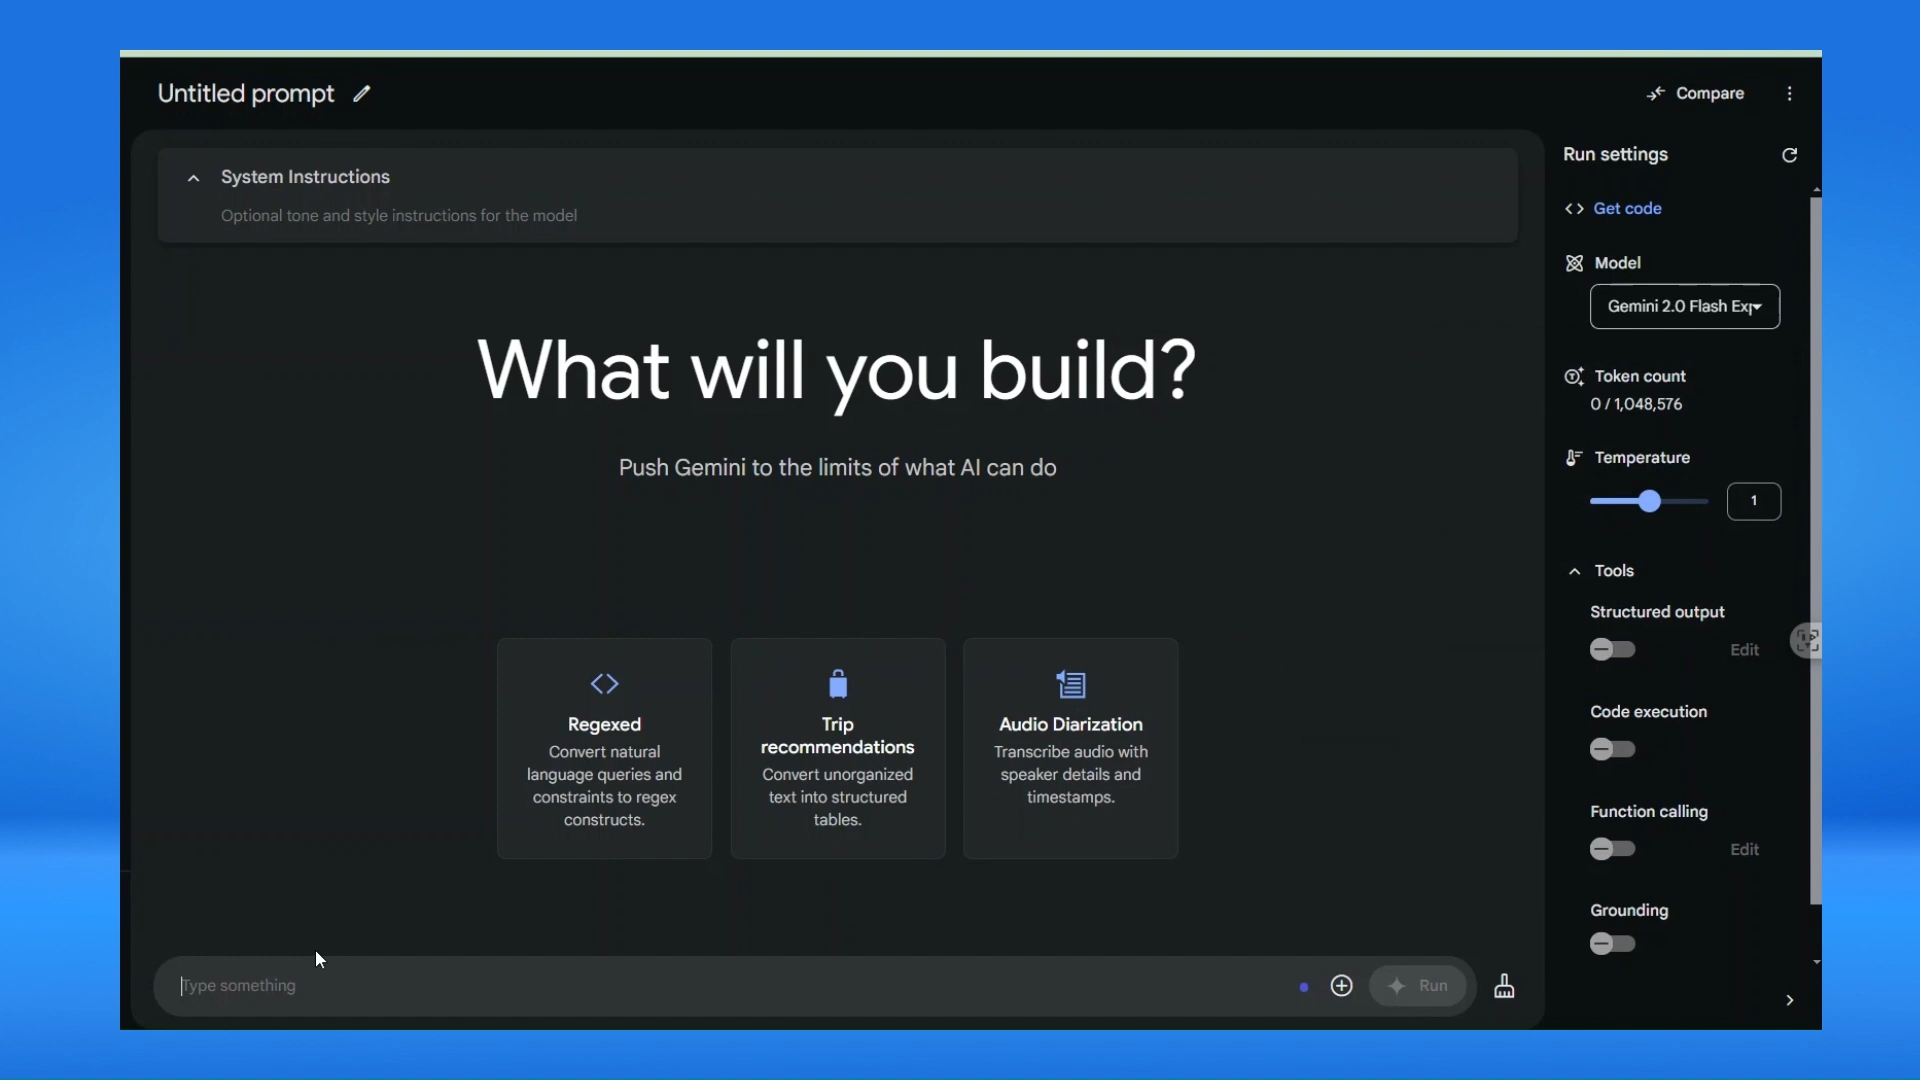 Untitled prompt
Compare
System Instructions
Optional tone and style instructions for the model
What will you build?
Push Gemini to the limits of what AI can do
Regexed
Convert natural
language queries and
constraints to regex
constructs.
Trip
recommendations
Convert unorganized
text into structured
tables.
Audio Diarization
Transcribe audio with
speaker details and
timestamps.
Type something
Run
Run settings
Get code
Model
Gemini 2.0 Flash Exp
Token count
0 / 1,048,576
Temperature
1
Tools
Structured output
Edit
Code execution
Function calling
Edit
Grounding